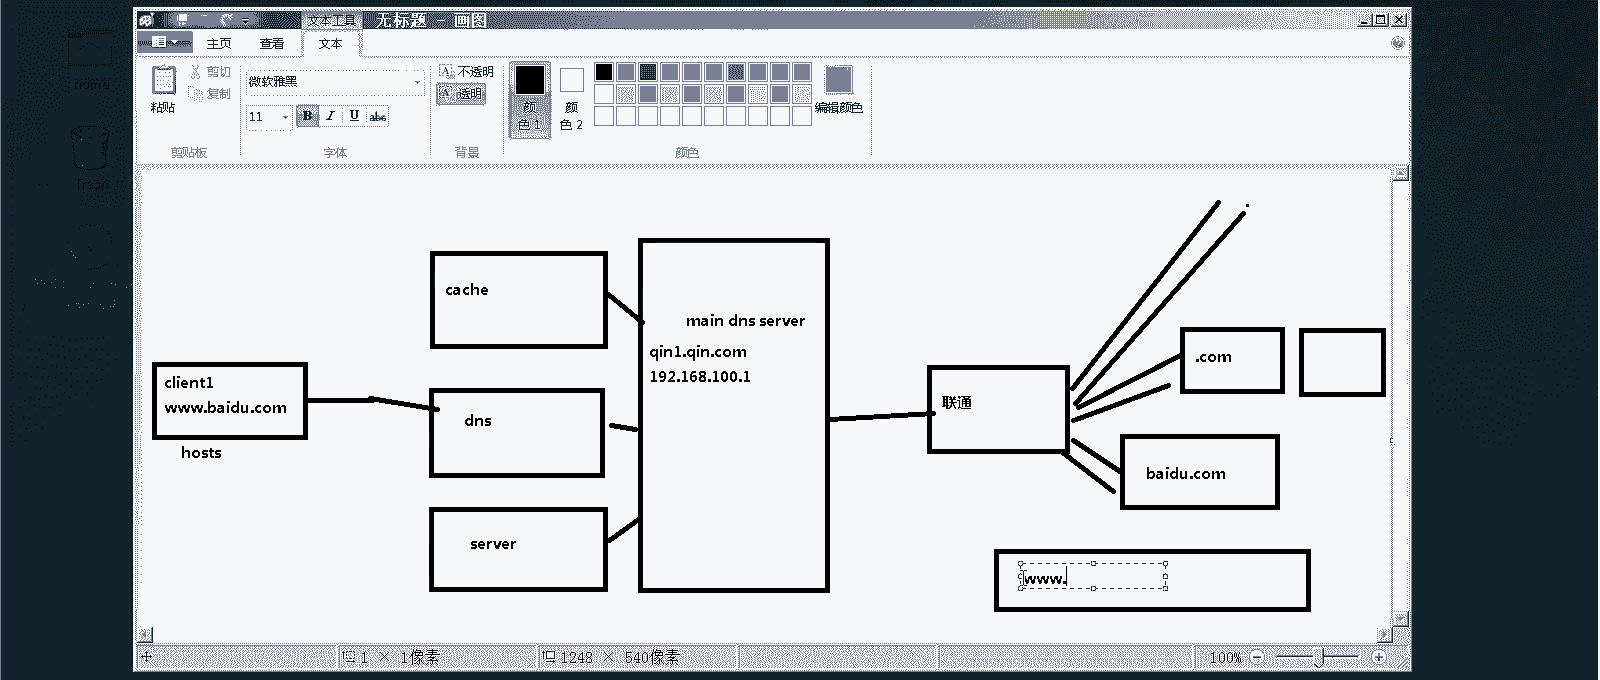 文本工具
无标题 - 画图
主页
查看
文本
粘贴
剪切
复制
剪贴板
微软雅黑
11
B I U abc
字体
不透明
透明
背景
颜色 1
颜色 2
编辑颜色
颜色
home
Trash
client1
www.baidu.com
hosts
cache
dns
server
main dns server
qin1.qin.com
192.168.100.1
联通
.
.com
baidu.com
www.
1 × 1像素
1248 × 540像素
100%